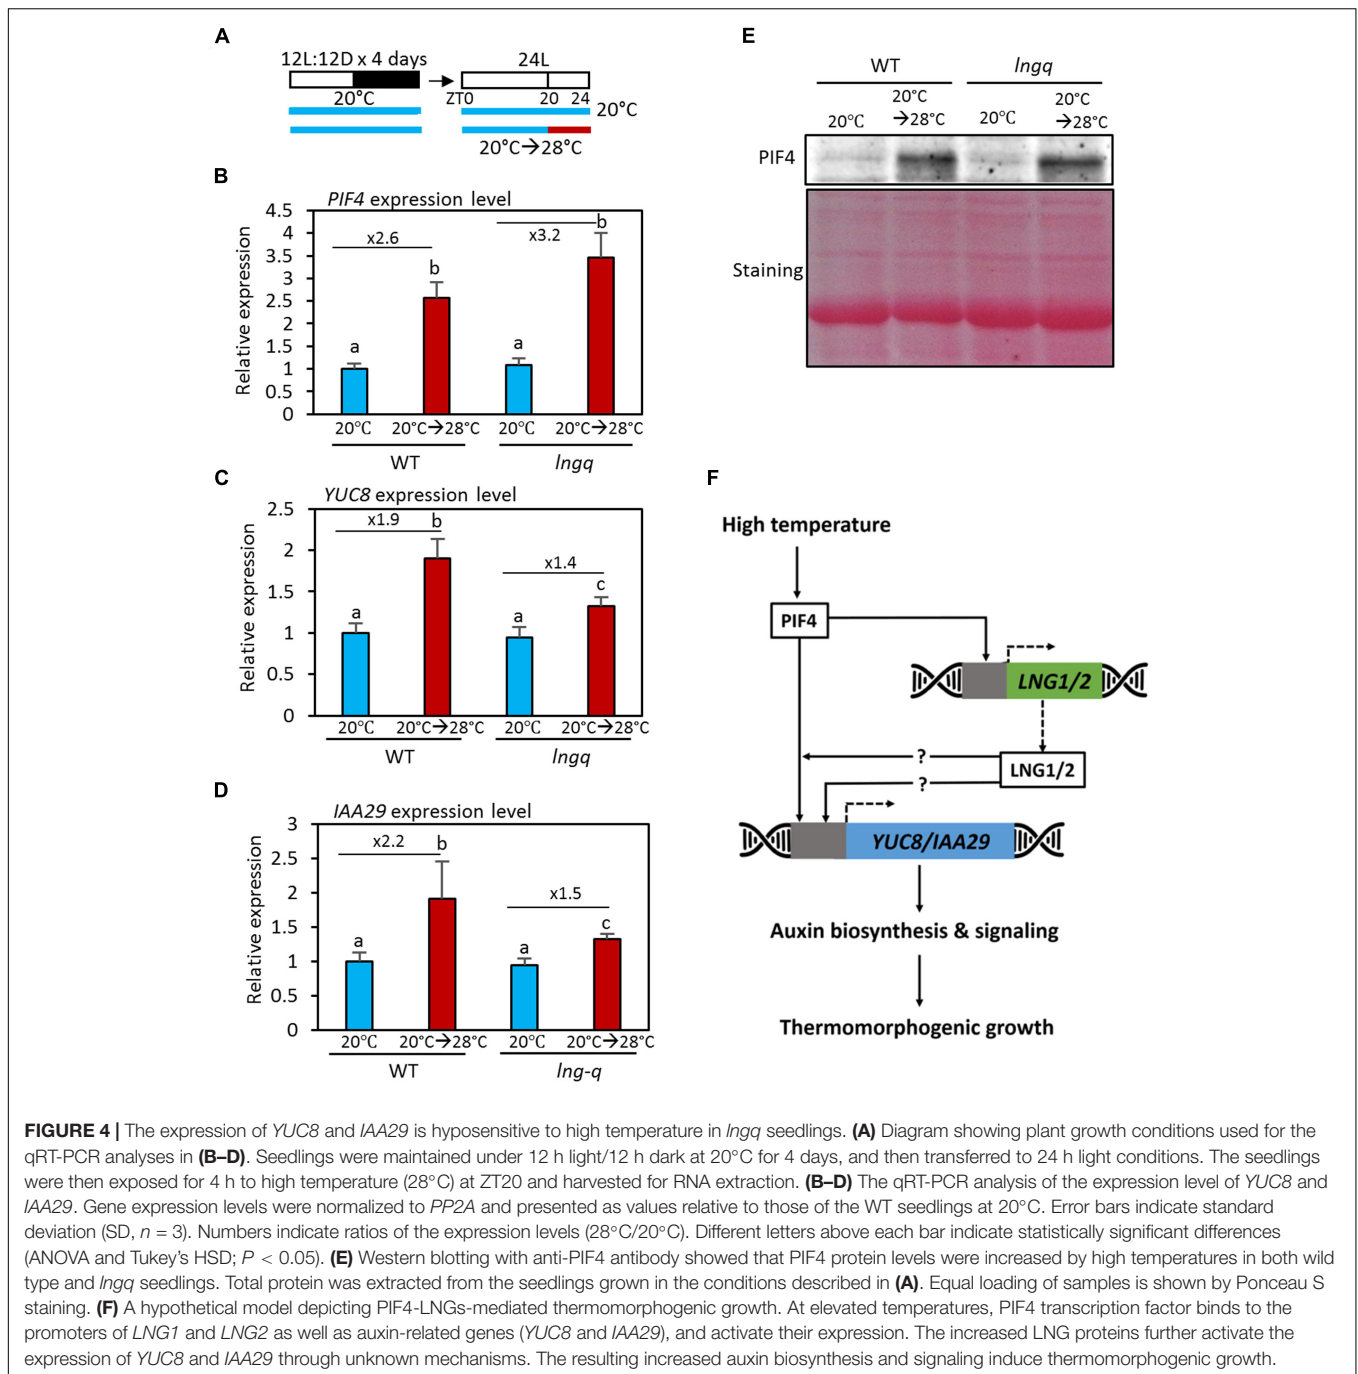 A
12L:12D x 4 days
24L
20°C
ZT0 20 24
20°C
20°C→28°C
B
PIF4 expression level
Relative expression
4.5
4
3.5
3
2.5
2
1.5
1
0.5
0
x2.6
x3.2
a
b
a
b
20°C 20°C→28°C 20°C 20°C→28°C
WT lngq
C
YUC8 expression level
Relative expression
2.5
2
1.5
1
0.5
0
x1.9
x1.4
a
b
a
c
20°C 20°C→28°C 20°C 20°C→28°C
WT lngq
D
IAA29 expression level
Relative expression
3
2.5
2
1.5
1
0.5
0
x2.2
x1.5
a
b
a
c
20°C 20°C→28°C 20°C 20°C→28°C
WT lng-q
E
WT lngq
20°C
20°C
→28°C
20°C
20°C
→28°C
PIF4
Staining
F
High temperature
PIF4
LNG1/2
?
LNG1/2
?
YUC8/IAA29
Auxin biosynthesis & signaling
Thermomorphogenic growth
FIGURE 4 | The expression of YUC8 and IAA29 is hyposensitive to high temperature in lngq seedlings. (A) Diagram showing plant growth conditions used for the
qRT-PCR analyses in (B–D). Seedlings were maintained under 12 h light/12 h dark at 20°C for 4 days, and then transferred to 24 h light conditions. The seedlings
were then exposed for 4 h to high temperature (28°C) at ZT20 and harvested for RNA extraction. (B–D) The qRT-PCR analysis of the expression level of YUC8 and
IAA29. Gene expression levels were normalized to PP2A and presented as values relative to those of the WT seedlings at 20°C. Error bars indicate standard
deviation (SD, n = 3). Numbers indicate ratios of the expression levels (28°C/20°C). Different letters above each bar indicate statistically significant differences
(ANOVA and Tukey's HSD; P < 0.05). (E) Western blotting with anti-PIF4 antibody showed that PIF4 protein levels were increased by high temperatures in both wild
type and lngq seedlings. Total protein was extracted from the seedlings grown in the conditions described in (A). Equal loading of samples is shown by Ponceau S
staining. (F) A hypothetical model depicting PIF4-LNGs-mediated thermomorphogenic growth. At elevated temperatures, PIF4 transcription factor binds to the
promoters of LNG1 and LNG2 as well as auxin-related genes (YUC8 and IAA29), and activate their expression. The increased LNG proteins further activate the
expression of YUC8 and IAA29 through unknown mechanisms. The resulting increased auxin biosynthesis and signaling induce thermomorphogenic growth.